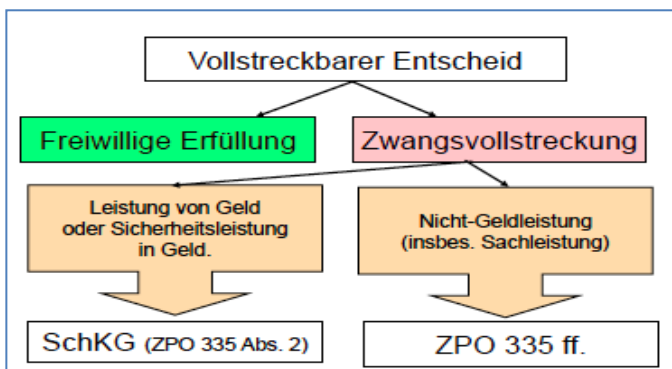 Vollstreckbarer Entscheid
Freiwillige Erfüllung
Zwangsvollstreckung
Leistung von Geld
oder Sicherheitsleistung
in Geld.
Nicht-Geldleistung
(insbes. Sachleistung)
SchKG (ZPO 335 Abs. 2)
ZPO 335 ff.